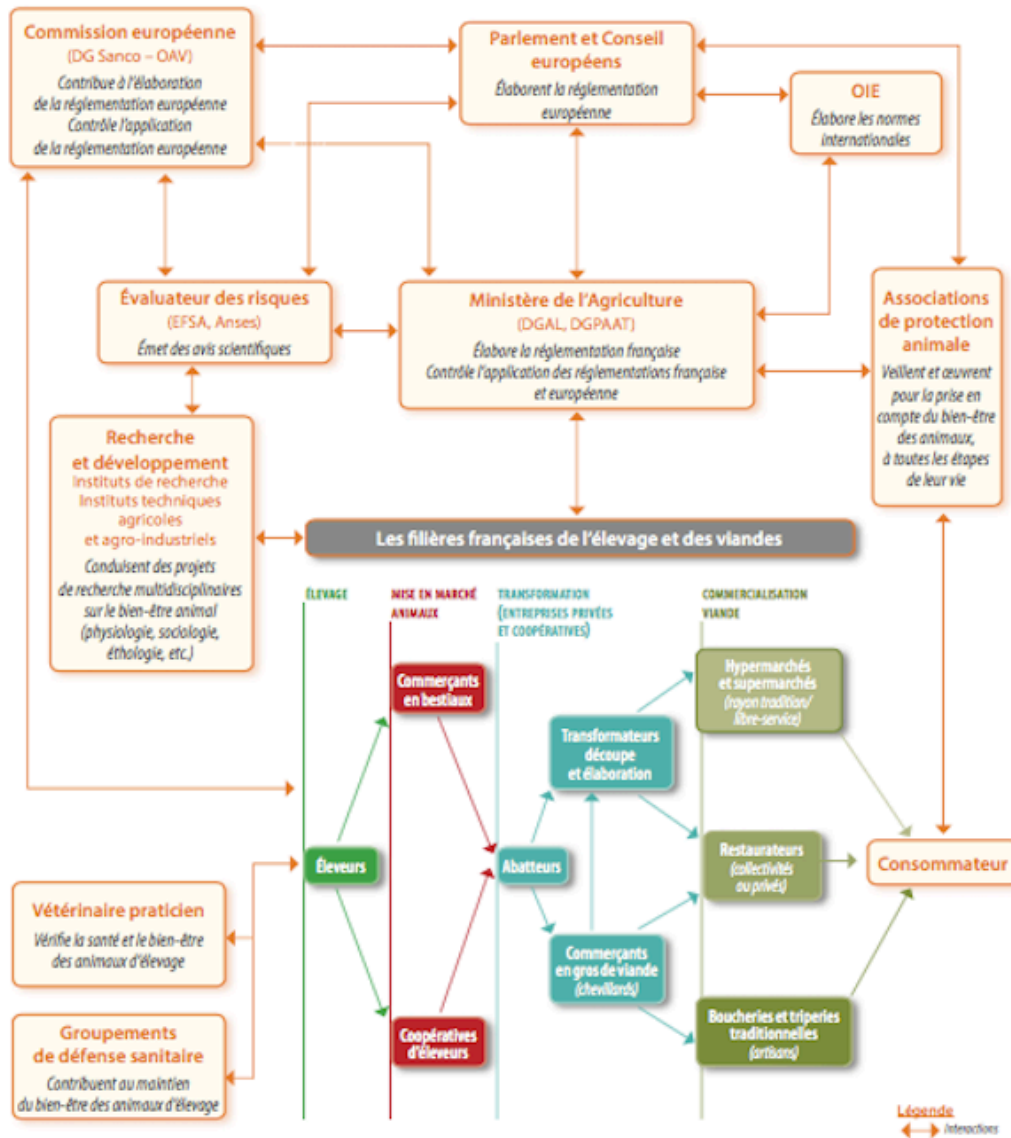 Commission européenne
(DG Sanco – OAV)
Contribue à l'élaboration
de la réglementation européenne
Contrôle l'application
de la réglementation européenne
Parlement et Conseil
européens
Élaborent la réglementation
européenne
OIE
Élabore les normes
internationales
Évaluateur des risques
(EFSA, Anses)
Émet des avis scientifiques
Ministère de l'Agriculture
(DGAL, DGPAAT)
Élabore la réglementation française
Contrôle l'application des réglementations française
et européenne
Associations
de protection
animale
Veillent et œuvrent
pour la prise en
compte du bien-être
des animaux,
à toutes les étapes
de leur vie
Recherche
et développement
Instituts de recherche
Instituts techniques
agricoles
et agro-industriels
Conduisent des projets
de recherche multidisciplinaires
sur le bien-être animal
(physiologie, sociologie,
éthologie, etc.)
Les filières françaises de l'élevage et des viandes
ÉLEVAGE
MISE EN MARCHÉ
ANIMAUX
TRANSFORMATION
(ENTREPRISES PRIVÉES
ET COOPÉRATIVES)
COMMERCIALISATION
VIANDE
Commerçants
en bestiaux
Hypermarchés
et supermarchés
(rayon tradition/
libre-service)
Transformateurs
découpe
et élaboration
Éleveurs
Abatteurs
Restaurateurs
(collectivités
ou privés)
Consommateur
Vétérinaire praticien
Vérifie la santé et le bien-être
des animaux d'élevage
Commerçants
en gros de viande
(chevillards)
Coopératives
d'éleveurs
Boucheries et triperies
traditionnelles
(artisans)
Groupements
de défense sanitaire
Contribuent au maintien
du bien-être des animaux d'élevage
Légende
Interactions